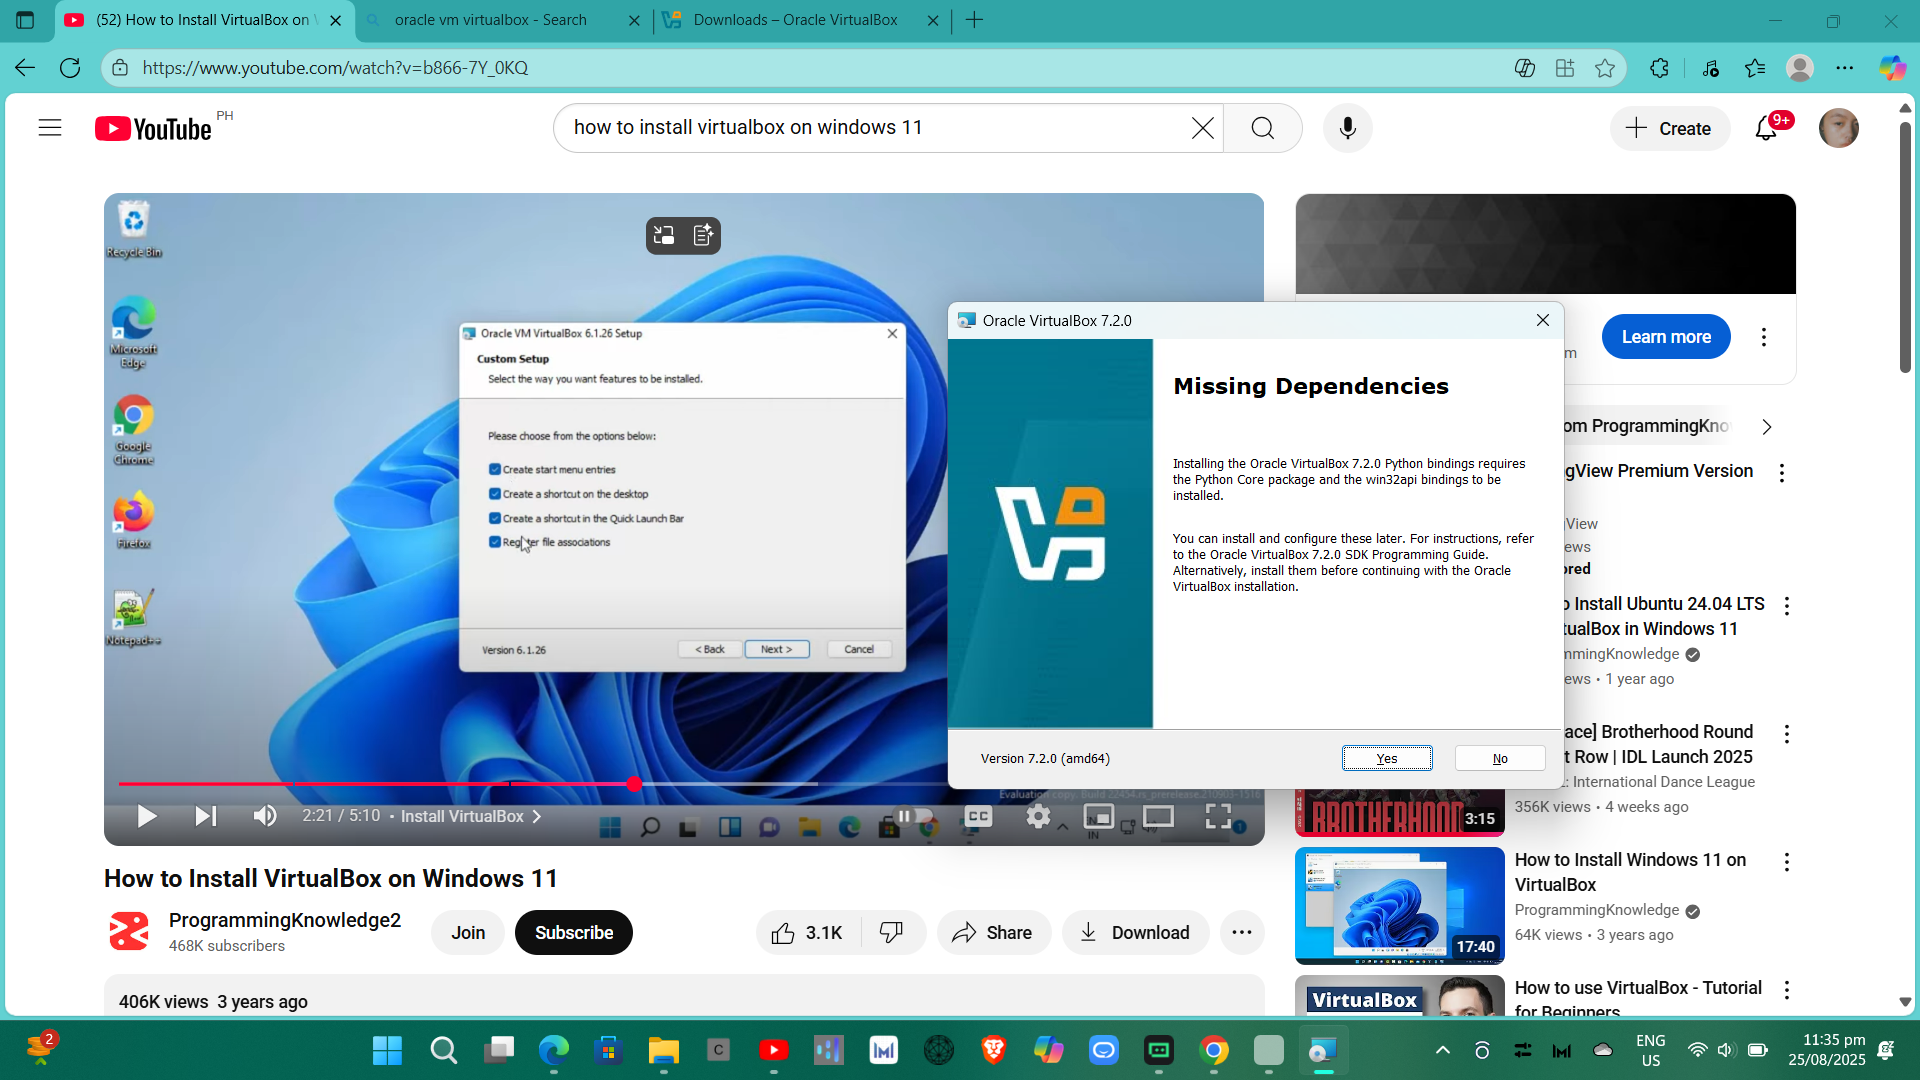 (52) How to Install VirtualBox on
oracle vm virtualbox - Search
Downloads – Oracle VirtualBox
https://www.youtube.com/watch?v=b866-7Y_0KQ
YouTube PH
how to install virtualbox on windows 11
Create
9+
Recycle Bin
Microsoft
Edge
Google
Chrome
Firefox
Notepad++
Oracle VM VirtualBox 6.1.26 Setup
Custom Setup
Select the way you want features to be installed.
Please choose from the options below:
Create start menu entries
Create a shortcut on the desktop
Create a shortcut in the Quick Launch Bar
Register file associations
Version 6.1.26
< Back
Next >
Cancel
Evaluation copy. Build 22454.rs_prerelease.210903-1516
IN
1
2:21 / 5:10 • Install VirtualBox
CC
Oracle VirtualBox 7.2.0
Missing Dependencies
Installing the Oracle VirtualBox 7.2.0 Python bindings requires
the Python Core package and the win32api bindings to be
installed.
You can install and configure these later. For instructions, refer
to the Oracle VirtualBox 7.2.0 SDK Programming Guide.
Alternatively, install them before continuing with the Oracle
VirtualBox installation.
Version 7.2.0 (amd64)
Yes
No
m
Learn more
om ProgrammingKno
gView Premium Version
View
ews
ored
o Install Ubuntu 24.04 LTS
tualBox in Windows 11
mmingKnowledge
ews • 1 year ago
ace] Brotherhood Round
t Row | IDL Launch 2025
: International Dance League
356K views • 4 weeks ago
BROTHERHOOD
3:15
How to Install Windows 11 on
VirtualBox
ProgrammingKnowledge
64K views • 3 years ago
17:40
VirtualBox
How to use VirtualBox - Tutorial
for Beginners
How to Install VirtualBox on Windows 11
ProgrammingKnowledge2
468K subscribers
Join
Subscribe
3.1K
Share
Download
406K views 3 years ago
2
C
ENG
US
11:35 pm
25/08/2025